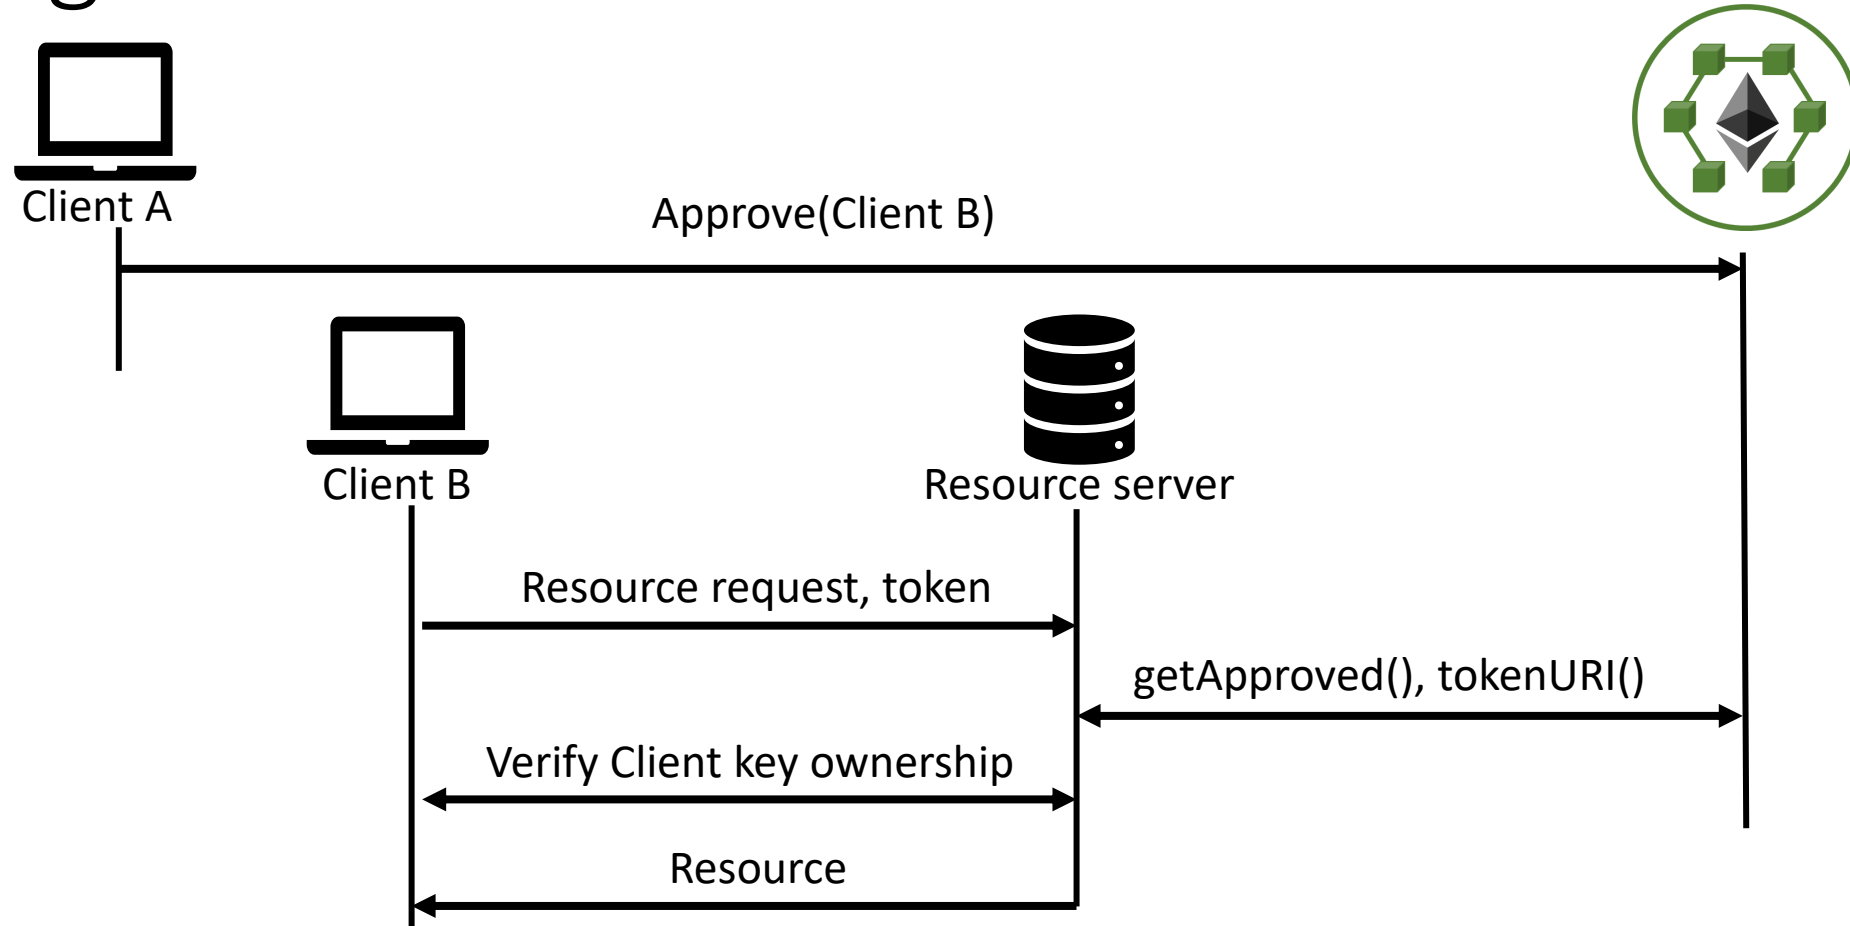 Client A
Approve(Client B)
Client B
Resource server
Resource request, token
getApproved(), tokenURI()
Verify Client key ownership
Resource